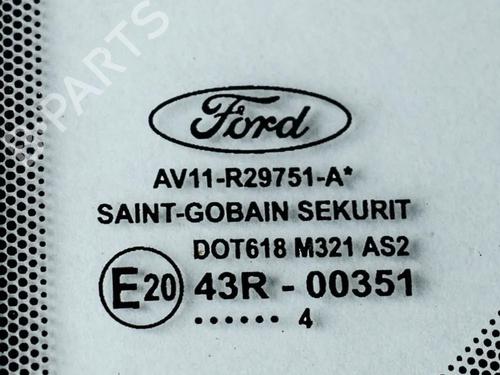 PARTS
Ford
AV11-R29751-A*
SAINT-GOBAIN SEKURIT
DOT618 M321 AS2
E20 43R - 00351
...... 4